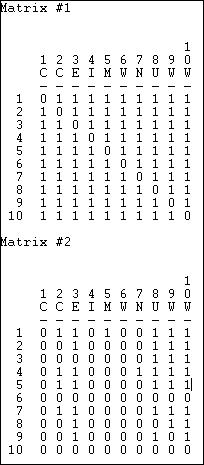 Matrix #1
1
1 2 3 4 5 6 7 8 9 0
C C E I M W N U W W
- - - - - - - - - -
1 0 1 1 1 1 1 1 1 1 1
2 1 0 1 1 1 1 1 1 1 1
3 1 1 0 1 1 1 1 1 1 1
4 1 1 1 0 1 1 1 1 1 1
5 1 1 1 1 0 1 1 1 1 1
6 1 1 1 1 1 0 1 1 1 1
7 1 1 1 1 1 1 0 1 1 1
8 1 1 1 1 1 1 1 0 1 1
9 1 1 1 1 1 1 1 1 0 1
10 1 1 1 1 1 1 1 1 1 0
Matrix #2
1
1 2 3 4 5 6 7 8 9 0
C C E I M W N U W W
- - - - - - - - - -
1 0 1 1 0 1 0 0 1 1 1
2 0 0 1 0 0 0 0 1 1 1
3 0 0 0 0 0 0 0 1 1 1
4 0 1 1 0 0 0 1 1 1 1
5 0 1 1 0 0 0 0 1 1 1
6 0 0 0 0 0 0 0 0 0 0
7 0 1 1 0 0 0 0 1 1 1
8 0 0 1 0 0 0 0 0 1 1
9 0 0 1 0 0 0 0 1 0 1
10 0 0 0 0 0 0 0 0 0 0